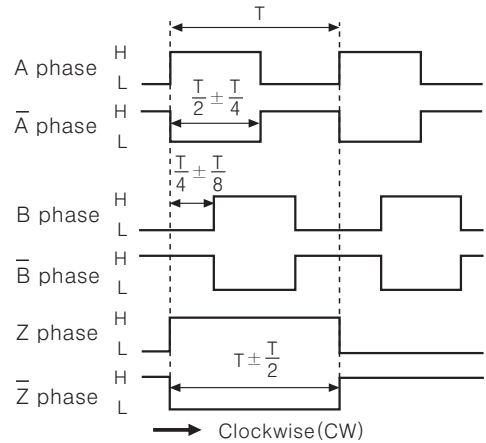 T
H
A phase
L
H
A̅ phase
L
T/2 ± T/4
T/4 ± T/8
H
B phase
L
H
B̅ phase
L
H
Z phase
L
H
Z̅ phase
L
T ± T/2
Clockwise(CW)